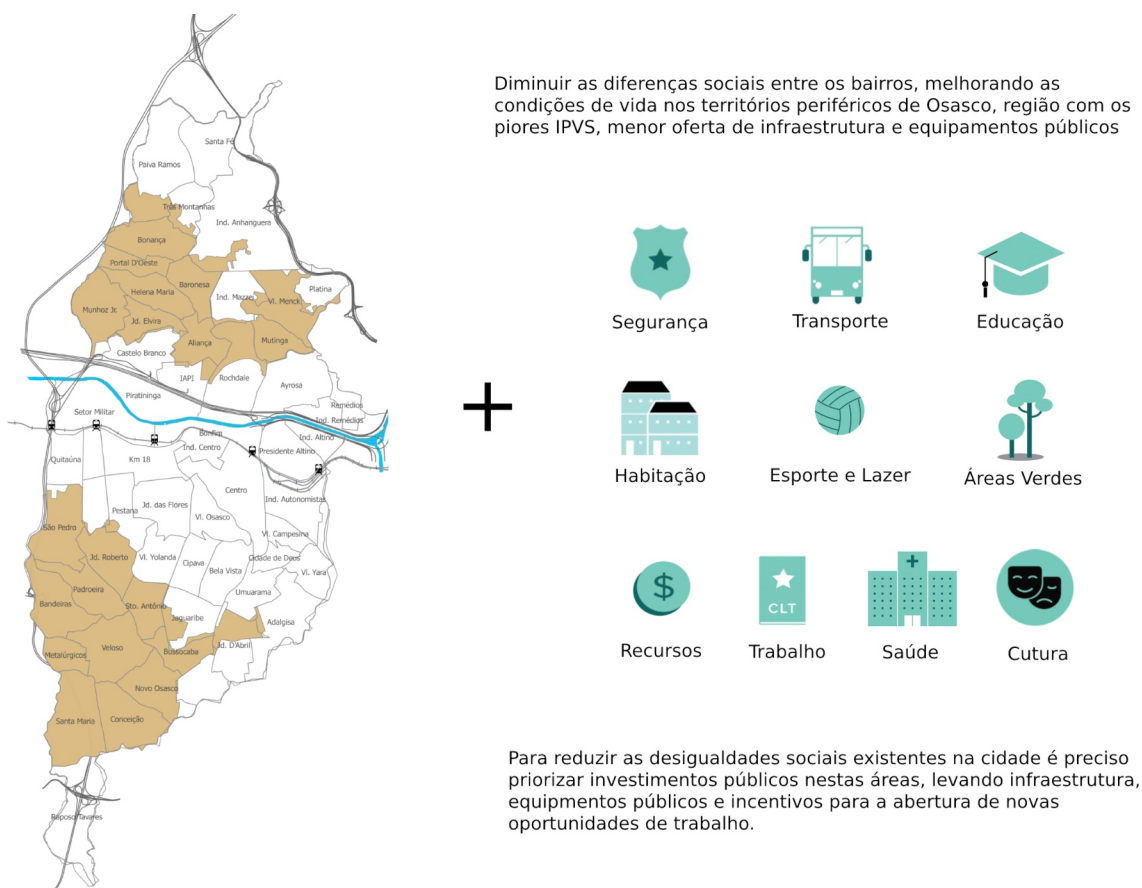 Diminuir as diferenças sociais entre os bairros, melhorando as
condições de vida nos territórios periféricos de Osasco, região com os
piores IPVS, menor oferta de infraestrutura e equipamentos públicos
Santa Fé
Paiva Ramos
Três Montanhas
Ind. Anhanguera
Bonança
Portal D'Oeste
Baronesa
Helena Maria
Ind. Mazzei
Vl. Menck
Platina
Munhoz Jr.
Jd. Elvira
Aliança
Mutinga
Castelo Branco
IAPI
Rochdale
Ayrosa
Piratininga
Remédios
Setor Militar
Ind. Remédios
Bonfim
Ind. Altino
Ind. Centro
Presidente Altino
Quitaúna
Km 18
Centro
Ind. Autonomistas
Pestana
Jd. das Flores
Vl. Osasco
São Pedro
Vl. Campesina
Jd. Roberto
Vl. Yolanda
Cipava
Cidade de Deus
Bela Vista
Vl. Yara
Padroeira
Umuarama
Bandeiras
Sto. Antônio
Jaguaribe
Adalgisa
Veloso
Metalúrgicos
Bussocaba
Jd. D'Abril
Novo Osasco
Santa Maria
Conceição
Raposo Tavares
+
Segurança
Transporte
Educação
Habitação
Esporte e Lazer
Áreas Verdes
$
CLT
Recursos
Trabalho
Saúde
Cutura
Para reduzir as desigualdades sociais existentes na cidade é preciso
priorizar investimentos públicos nestas áreas, levando infraestrutura,
equipmentos públicos e incentivos para a abertura de novas
oportunidades de trabalho.